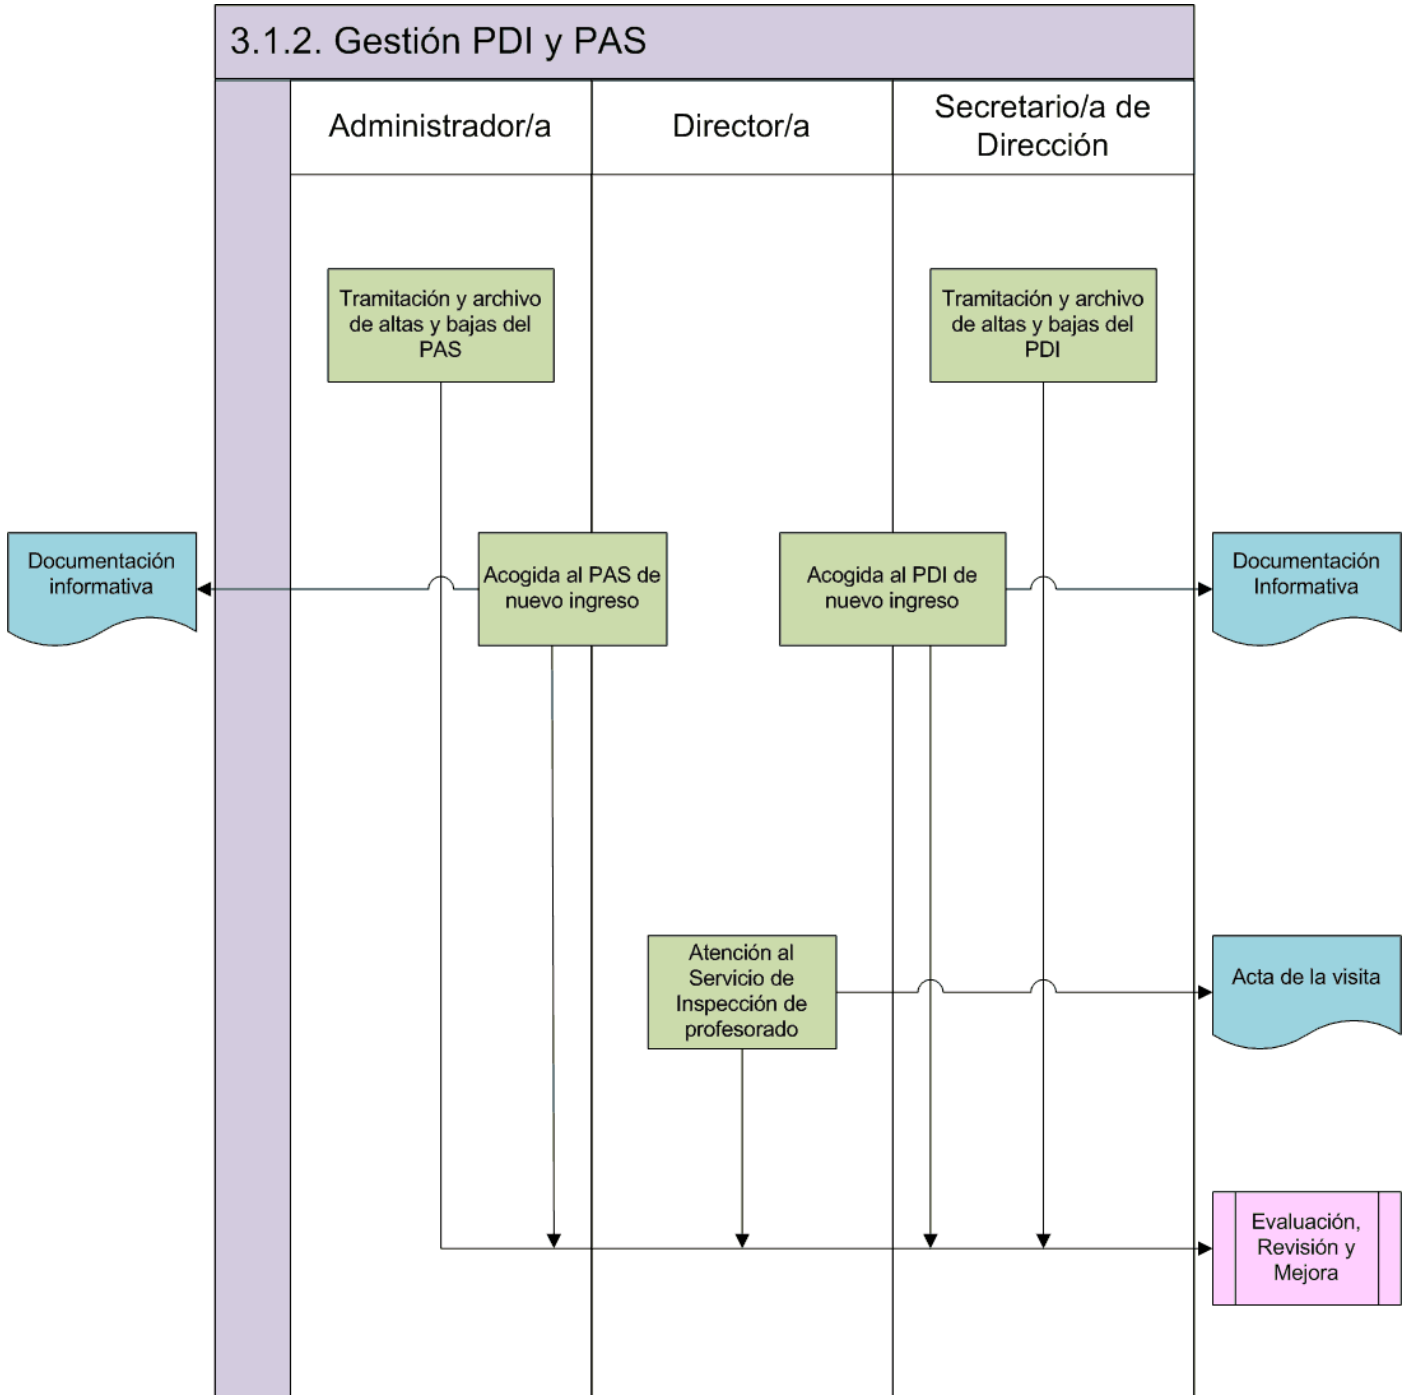 3.1.2. Gestión PDI y PAS
Administrador/a
Director/a
Secretario/a de
Dirección
Tramitación y archivo
de altas y bajas del
PAS
Tramitación y archivo
de altas y bajas del
PDI
Documentación
informativa
Acogida al PAS de
nuevo ingreso
Acogida al PDI de
nuevo ingreso
Documentación
Informativa
Atención al
Servicio de
Inspección de
profesorado
Acta de la visita
Evaluación,
Revisión y
Mejora